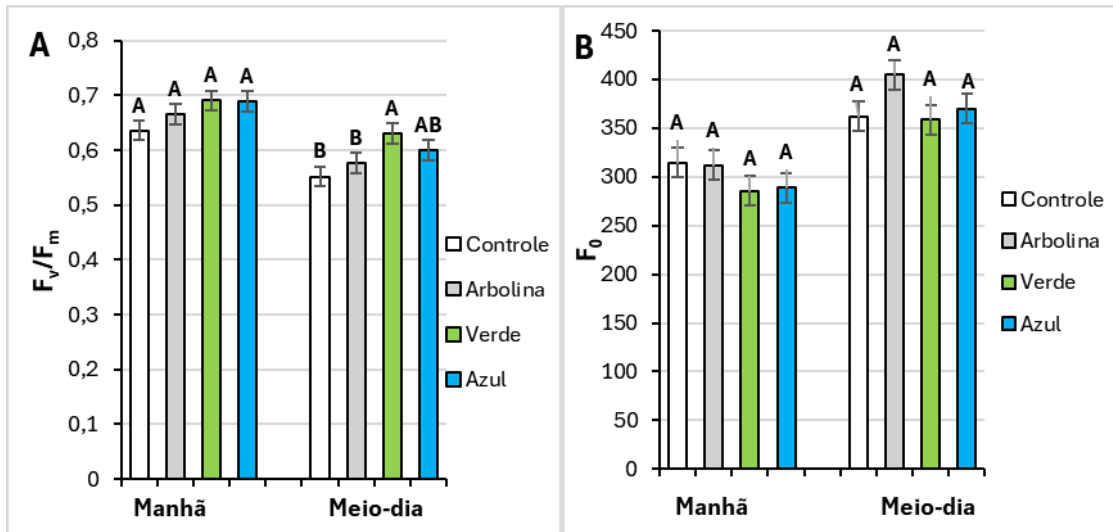 A
0,8
0,7
0,6
0,5
0,4
0,3
0,2
0,1
0
Fv/Fm
A A A A
B B A AB
Manhã Meio-dia
Controle
Arbolina
Verde
Azul
B
450
400
350
300
250
200
150
100
50
0
F0
A A A A
A A A A
Manhã Meio-dia
Controle
Arbolina
Verde
Azul